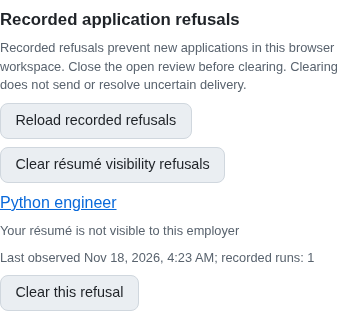 Recorded application refusals
Recorded refusals prevent new applications in this browser
workspace. Close the open review before clearing. Clearing
does not send or resolve uncertain delivery.
Reload recorded refusals
Clear résumé visibility refusals
Python engineer
Your résumé is not visible to this employer
Last observed Nov 18, 2026, 4:23 AM; recorded runs: 1
Clear this refusal